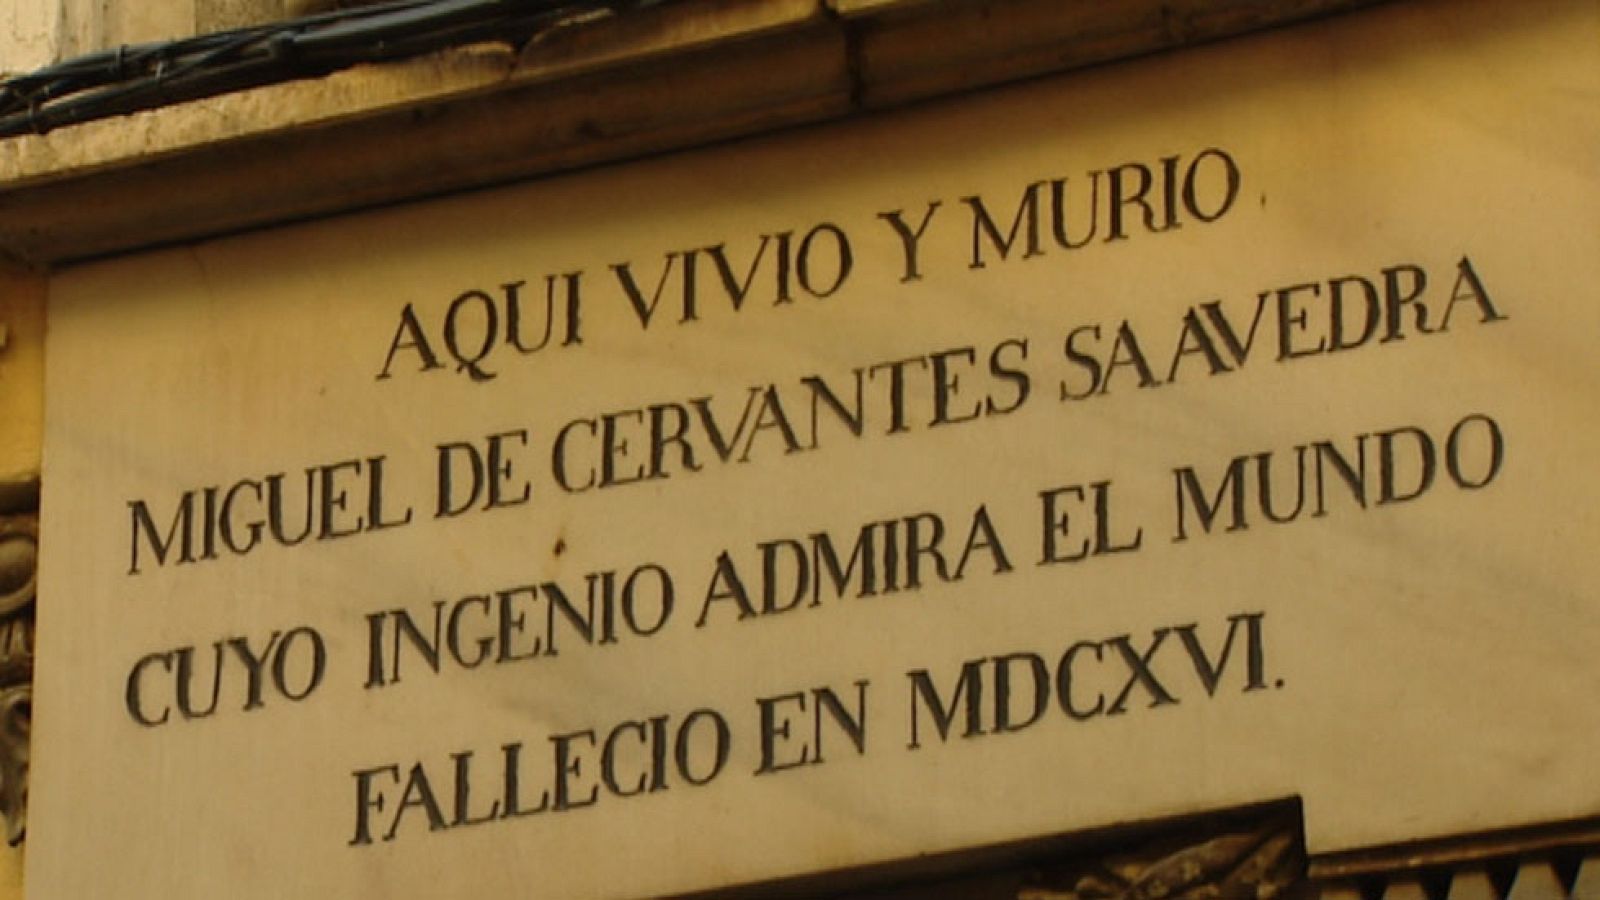 AQUI VIVIO Y MURIO
MIGUEL DE CERVANTES SAAVEDRA
CUYO INGENIO ADMIRA EL MUNDO
FALLECIO EN MDCXVI.